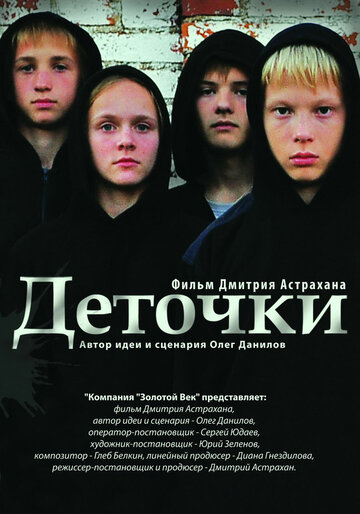 Фильм Дмитрия Астрахана
Деточки
Автор идеи и сценария Олег Данилов
"Компания "Золотой Век" представляет:
фильм Дмитрия Астрахана,
автор идеи и сценария - Олег Данилов,
оператор-постановщик - Сергей Юдаев,
художник-постановщик - Юрий Зеленов,
композитор - Глеб Белкин, линейный продюсер - Диана Гнездилова,
режиссер-постановщик и продюсер - Дмитрий Астрахан.